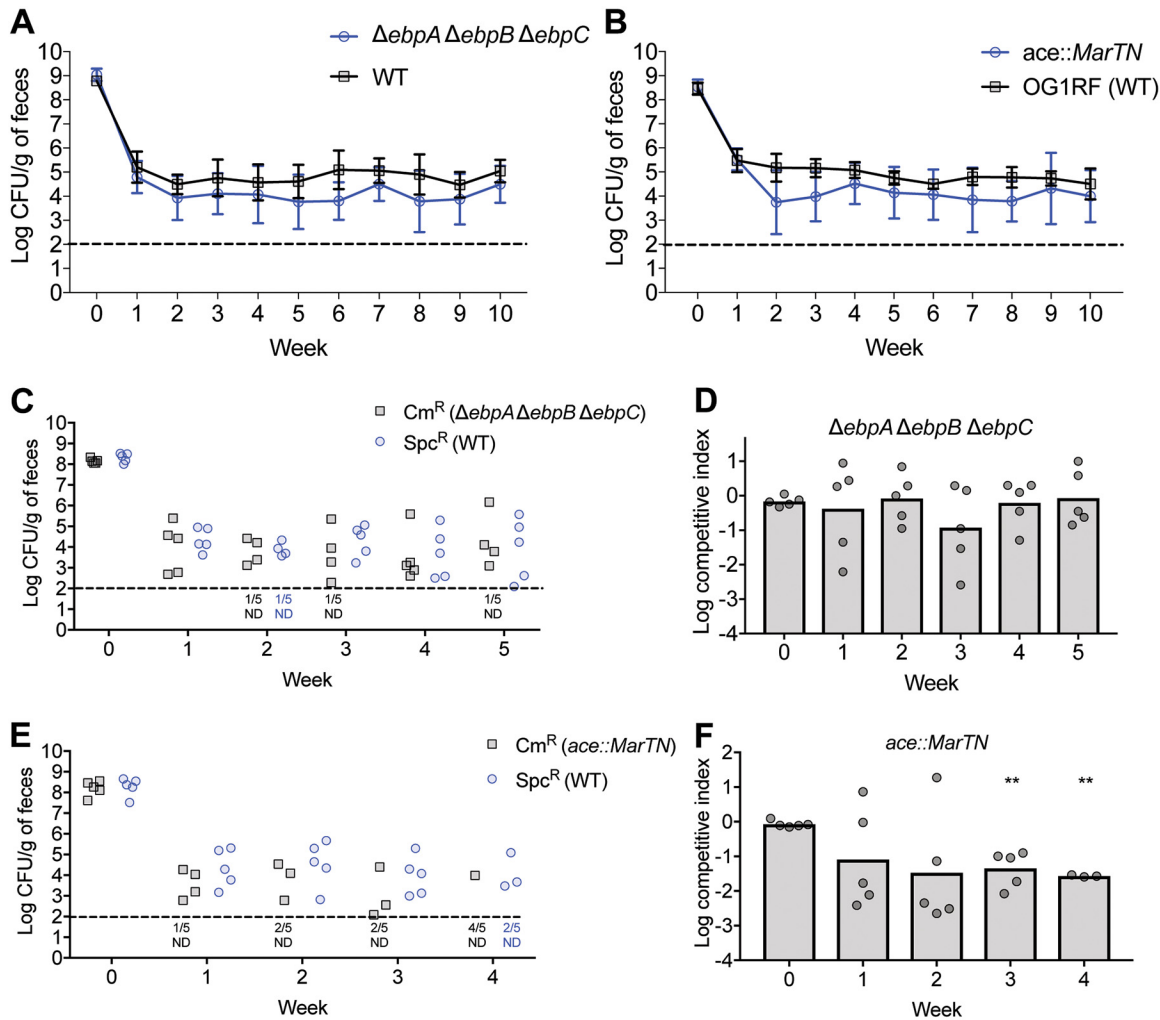 A
ΔebpA ΔebpB ΔebpC
WT
Log CFU/g of feces
10
9
8
7
6
5
4
3
2
1
0
0 1 2 3 4 5 6 7 8 9 10
Week
B
ace::MarTN
OG1RF (WT)
Log CFU/g of feces
10
9
8
7
6
5
4
3
2
1
0
0 1 2 3 4 5 6 7 8 9 10
Week
C
CmR (ΔebpA ΔebpB ΔebpC)
SpcR (WT)
Log CFU/g of feces
10
9
8
7
6
5
4
3
2
2
1
0
1/5 1/5 1/5 1/5
ND ND ND ND
0 1 2 3 4 5
Week
D
ΔebpA ΔebpB ΔebpC
Log competitive index
1
0
-1
-2
-3
-4
0 1 2 3 4 5
Week
E
CmR (ace::MarTN)
SpcR (WT)
Log CFU/g of feces
10
9
8
7
6
5
4
3
2
2
1
0
1/5 2/5 2/5 4/5 2/5
ND ND ND ND ND
0 1 2 3 4
Week
F
ace::MarTN
Log competitive index
2
1
0
-1
-2
-3
-4
** **
0 1 2 3 4
Week